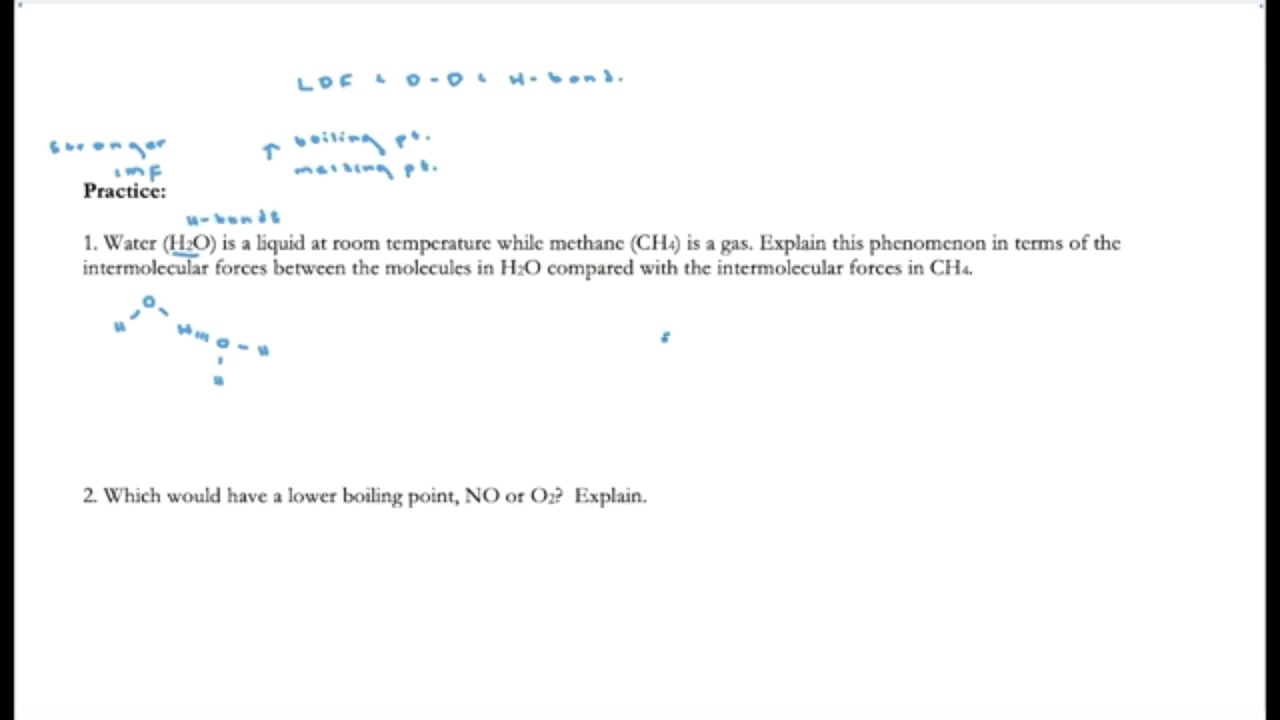 LDF < D-D < H-bond.
Stronger ↑ boiling pt.
IMF melting pt.
Practice:
H-bonds
1. Water (H₂O) is a liquid at room temperature while methane (CH₄) is a gas. Explain this phenomenon in terms of the
intermolecular forces between the molecules in H₂O compared with the intermolecular forces in CH₄.
O
H H O H
H
2. Which would have a lower boiling point, NO or O₂? Explain.